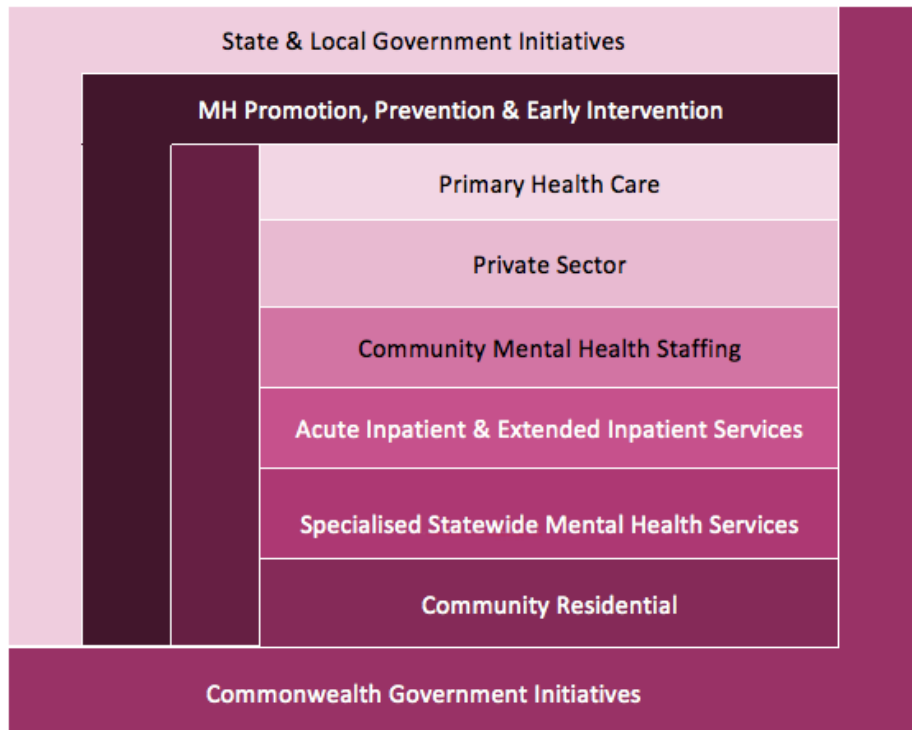 State & Local Government Initiatives
MH Promotion, Prevention & Early Intervention
Primary Health Care
Private Sector
Community Mental Health Staffing
Acute Inpatient & Extended Inpatient Services
Specialised Statewide Mental Health Services
Community Residential
Commonwealth Government Initiatives